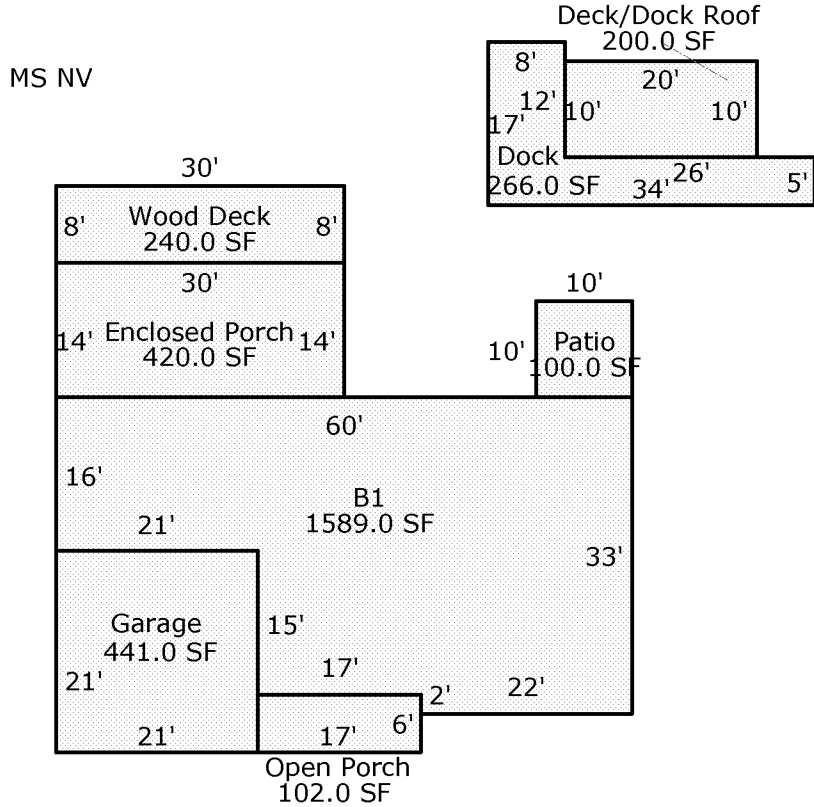 Deck/Dock Roof
200.0 SF
MS NV
8'
20'
12'
10'
10'
17'
Dock
266.0 SF
26'
34'
5'
30'
Wood Deck
240.0 SF
8'
8'
30'
Enclosed Porch
420.0 SF
14'
14'
10'
10'
Patio
100.0 SF
60'
16'
B1
1589.0 SF
21'
33'
Garage
441.0 SF
15'
21'
17'
2'
22'
21'
17'
6'
Open Porch
102.0 SF